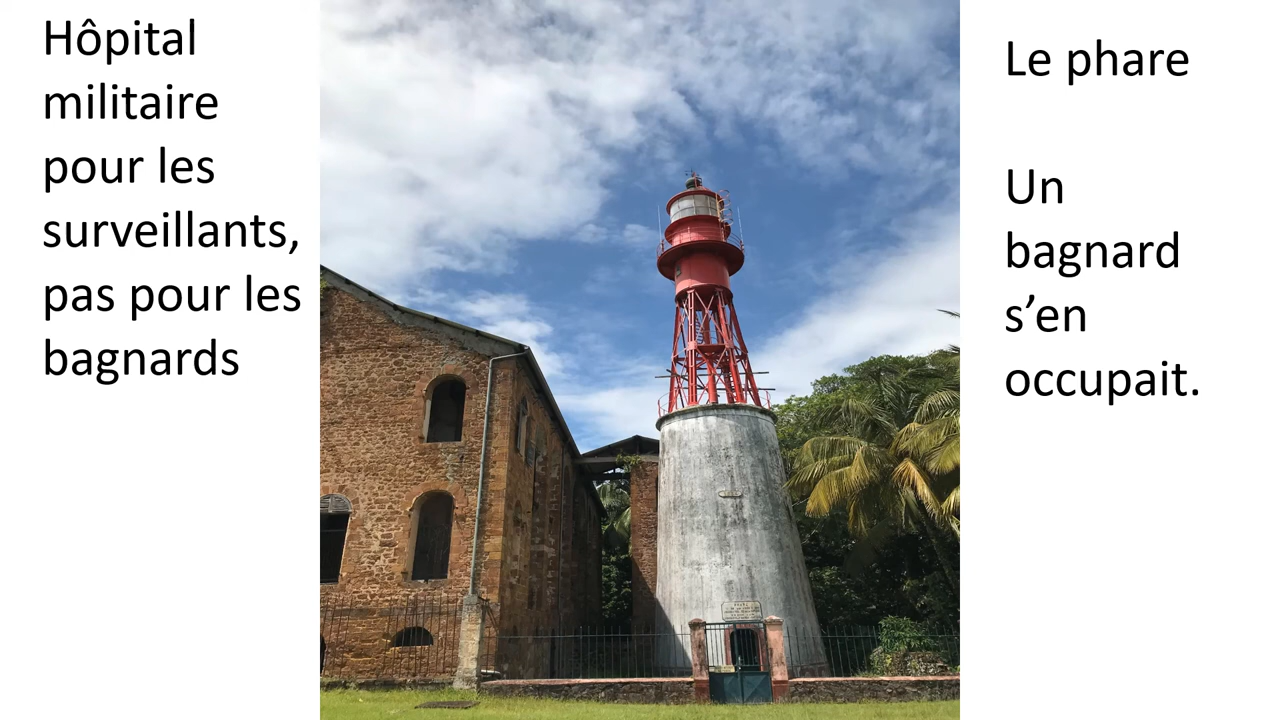 Hôpital
militaire
pour les
surveillants,
pas pour les
bagnards
Le phare
Un
bagnard
s’en
occupait.